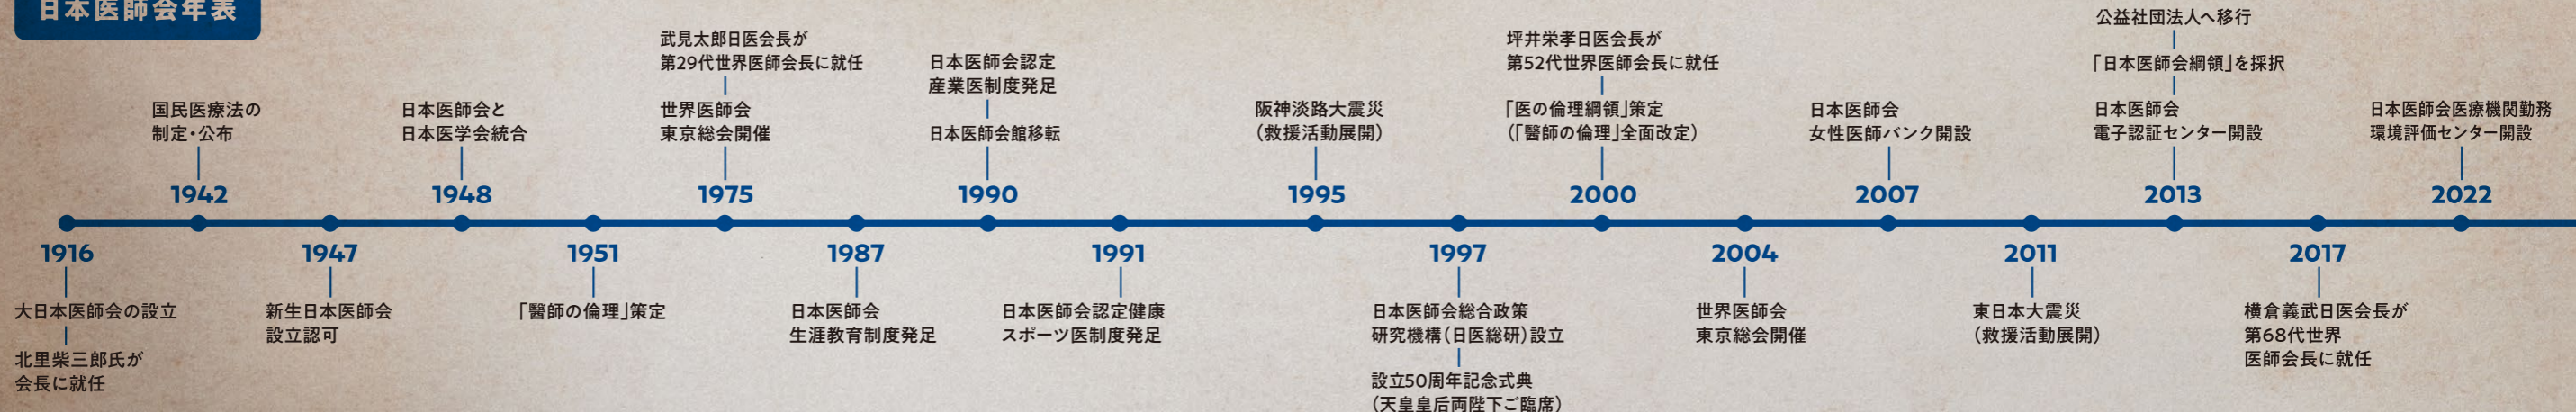 日本医師会年表
1916
大日本医師会の設立
北里柴三郎氏が
会長に就任
国民医療法の
制定・公布
1942
1947
新生日本医師会
設立認可
日本医師会と
日本医学会統合
1948
1951
「醫師の倫理」策定
武見太郎日医会長が
第29代世界医師会長に就任
世界医師会
東京総会開催
1975
1987
日本医師会
生涯教育制度発足
日本医師会認定
産業医制度発足
日本医師会館移転
1990
1991
日本医師会認定健康
スポーツ医制度発足
阪神淡路大震災
（救援活動展開）
1995
1997
日本医師会総合政策
研究機構（日医総研）設立
設立50周年記念式典
（天皇皇后両陛下ご臨席）
坪井栄孝日医会長が
第52代世界医師会長に就任
「医の倫理綱領」策定
（「醫師の倫理」全面改定）
2000
2004
世界医師会
東京総会開催
日本医師会
女性医師バンク開設
2007
2011
東日本大震災
（救援活動展開）
公益社団法人へ移行
「日本医師会綱領」を採択
日本医師会
電子認証センター開設
2013
2017
横倉義武日医会長が
第68代世界
医師会長に就任
日本医師会医療機関勤務
環境評価センター開設
2022